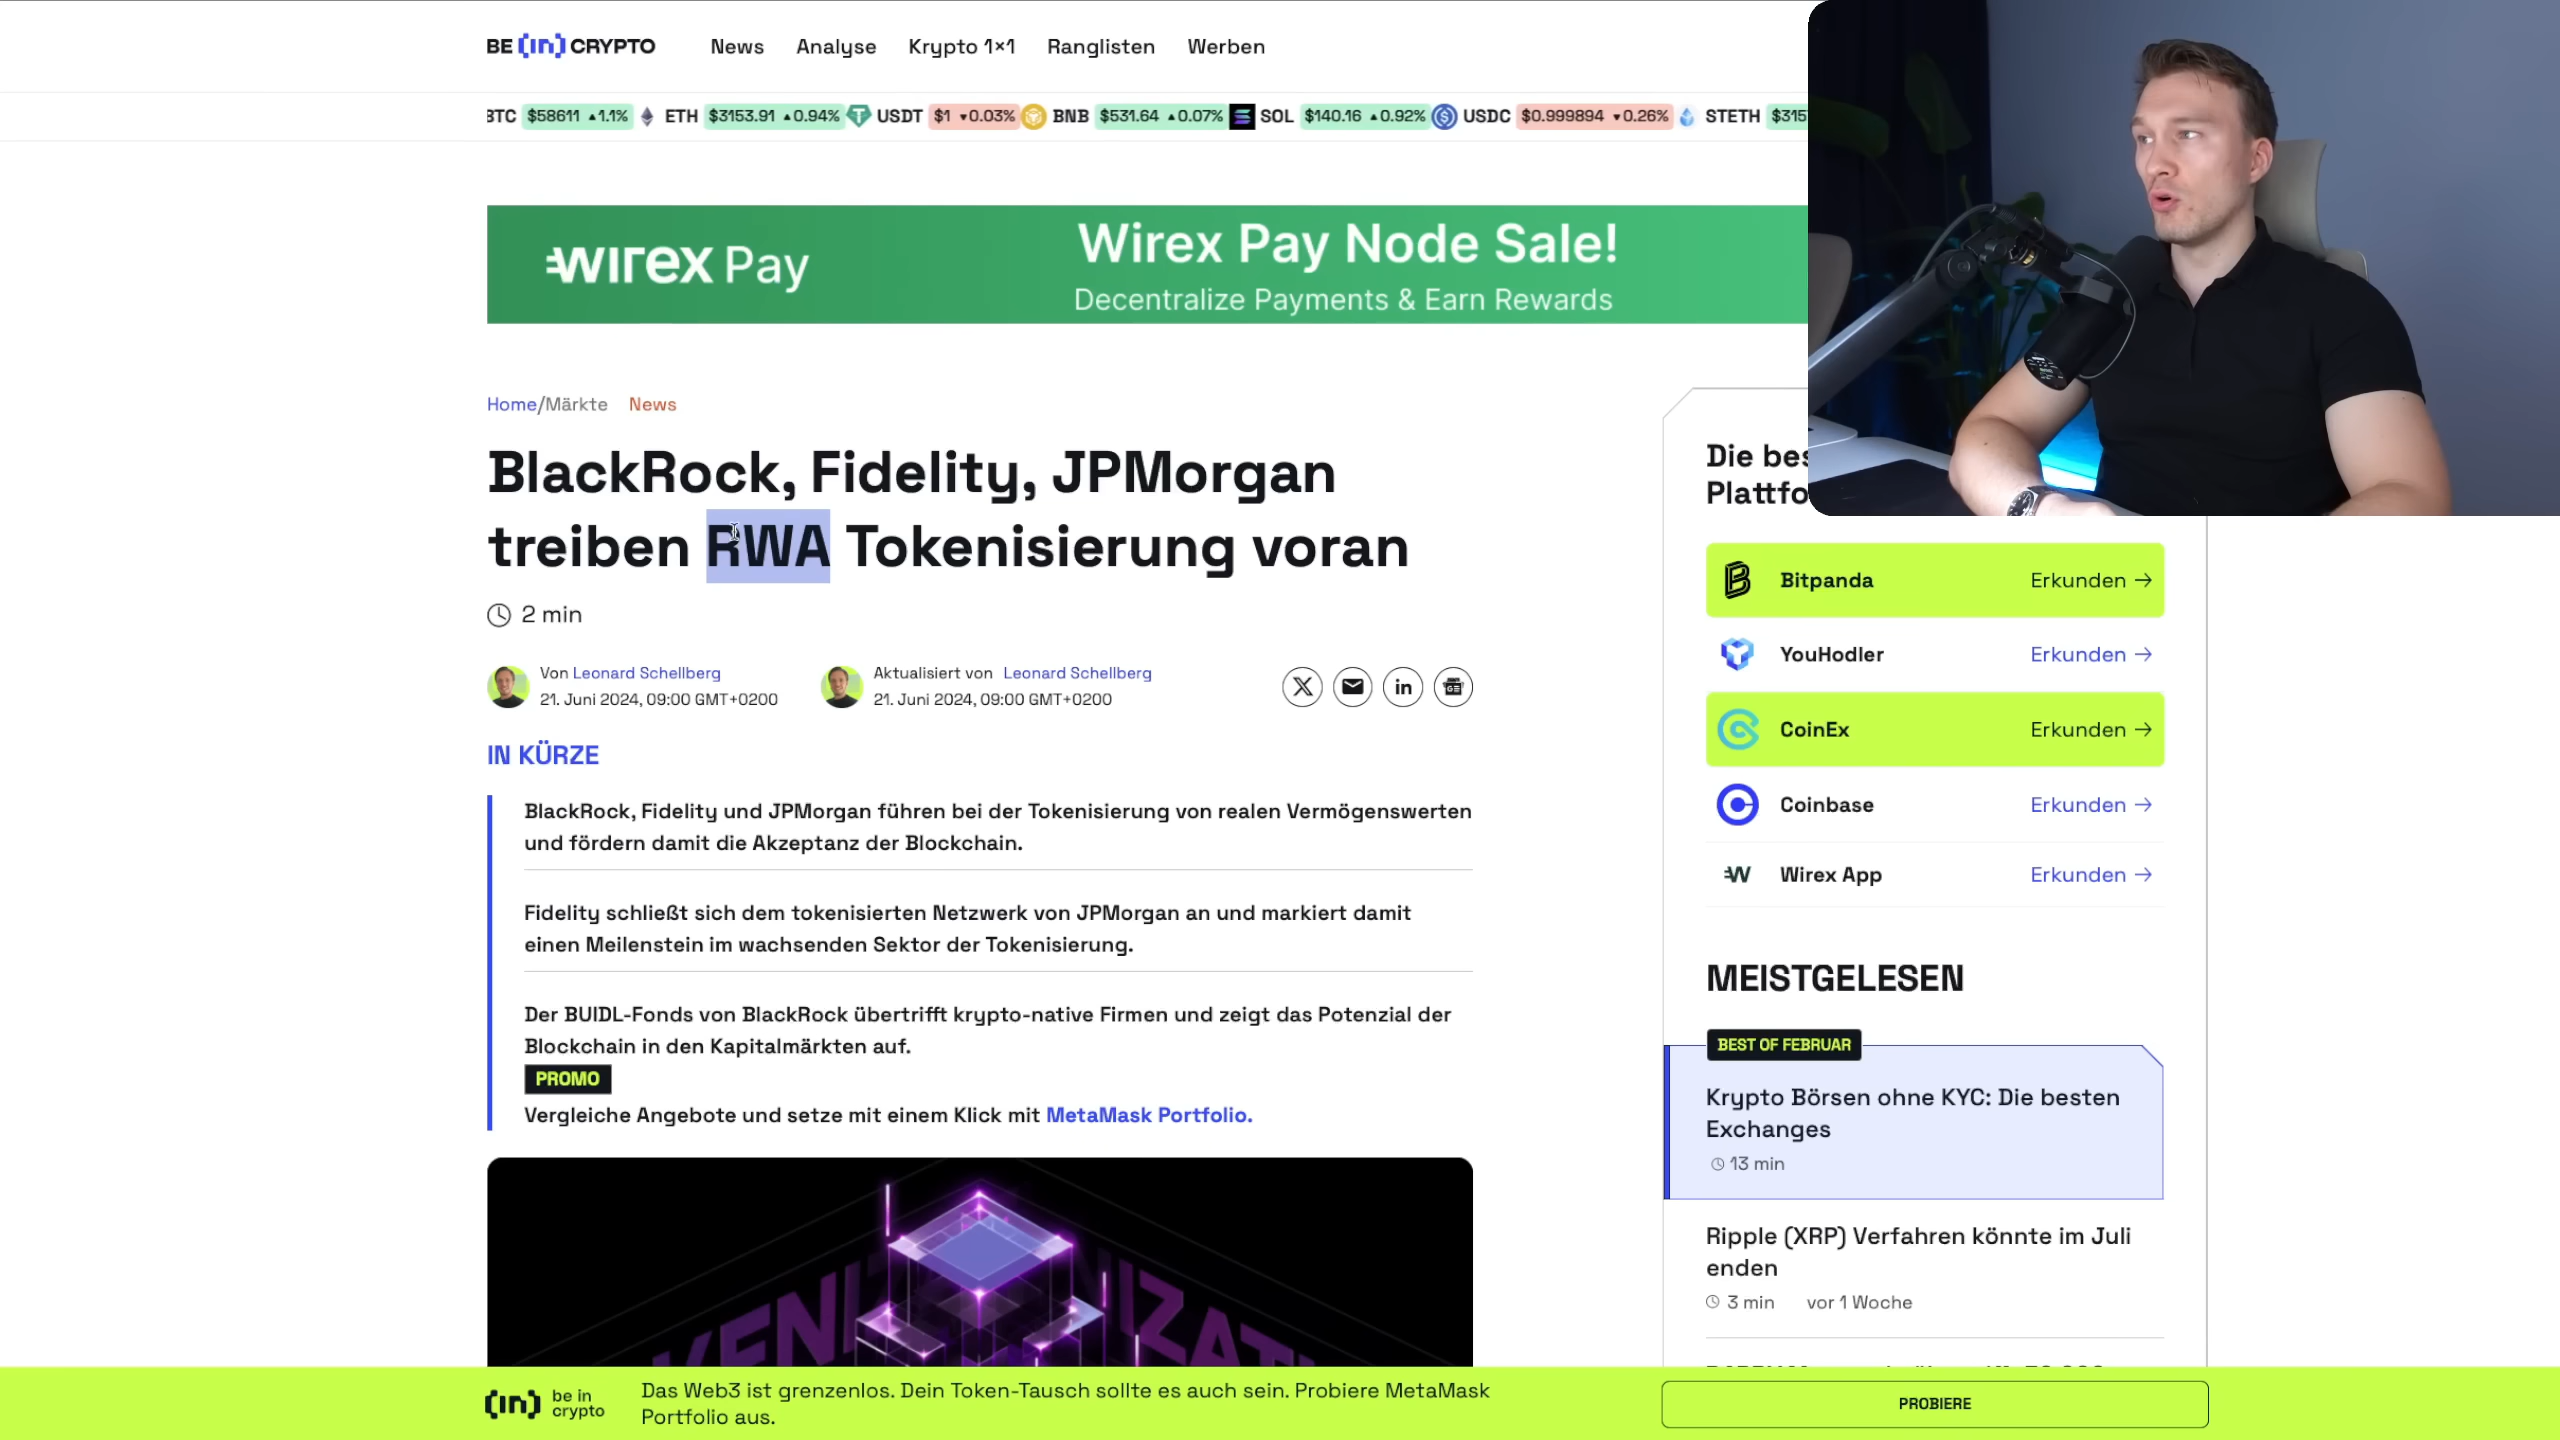 BE [in] CRYPTO News Analyse Krypto 1×1 Ranglisten Werben
BTC $58611 ▲1.1% ETH $3153.91 ▲0.94% USDT $1 ▼0.03% BNB $531.64 ▲0.07% SOL $140.16 ▲0.92% USDC $0.999894 ▼0.26% STETH $315
wirex Pay
Wirex Pay Node Sale!
Decentralize Payments & Earn Rewards
Home/Märkte News
BlackRock, Fidelity, JPMorgan
treiben RWA Tokenisierung voran
2 min
Von Leonard Schellberg
21. Juni 2024, 09:00 GMT+0200
Aktualisiert von Leonard Schellberg
21. Juni 2024, 09:00 GMT+0200
IN KÜRZE
BlackRock, Fidelity und JPMorgan führen bei der Tokenisierung von realen Vermögenswerten
und fördern damit die Akzeptanz der Blockchain.
Fidelity schließt sich dem tokenisierten Netzwerk von JPMorgan an und markiert damit
einen Meilenstein im wachsenden Sektor der Tokenisierung.
Der BUIDL-Fonds von BlackRock übertrifft krypto-native Firmen und zeigt das Potenzial der
Blockchain in den Kapitalmärkten auf.
PROMO
Vergleiche Angebote und setze mit einem Klick mit MetaMask Portfolio.
Die bes
Plattfo
Bitpanda Erkunden →
YouHodler Erkunden →
CoinEx Erkunden →
Coinbase Erkunden →
Wirex App Erkunden →
MEISTGELESEN
BEST OF FEBRUAR
Krypto Börsen ohne KYC: Die besten
Exchanges
13 min
Ripple (XRP) Verfahren könnte im Juli
enden
3 min vor 1 Woche
[in] be in
crypto
Das Web3 ist grenzenlos. Dein Token-Tausch sollte es auch sein. Probiere MetaMask
Portfolio aus.
PROBIERE